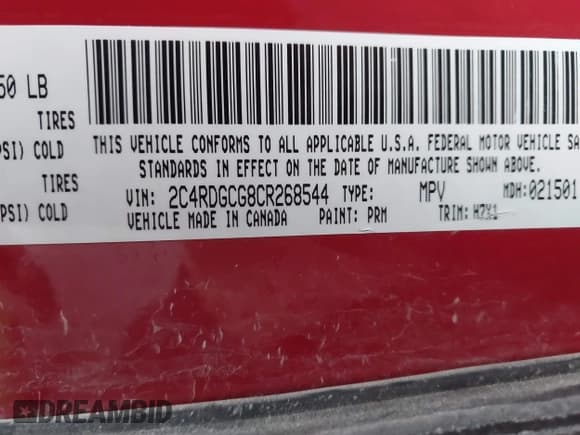 50 LB
TIRES
PSI) COLD
TIRES
PSI) COLD
THIS VEHICLE CONFORMS TO ALL APPLICABLE U.S.A. FEDERAL MOTOR VEHICLE SA
STANDARDS IN EFFECT ON THE DATE OF MANUFACTURE SHOWN ABOVE.
VIN: 2C4RDGCG8CR268544 TYPE: MPV MDH: 021501
VEHICLE MADE IN CANADA PAINT: PRM TRIM:
DREAMBID